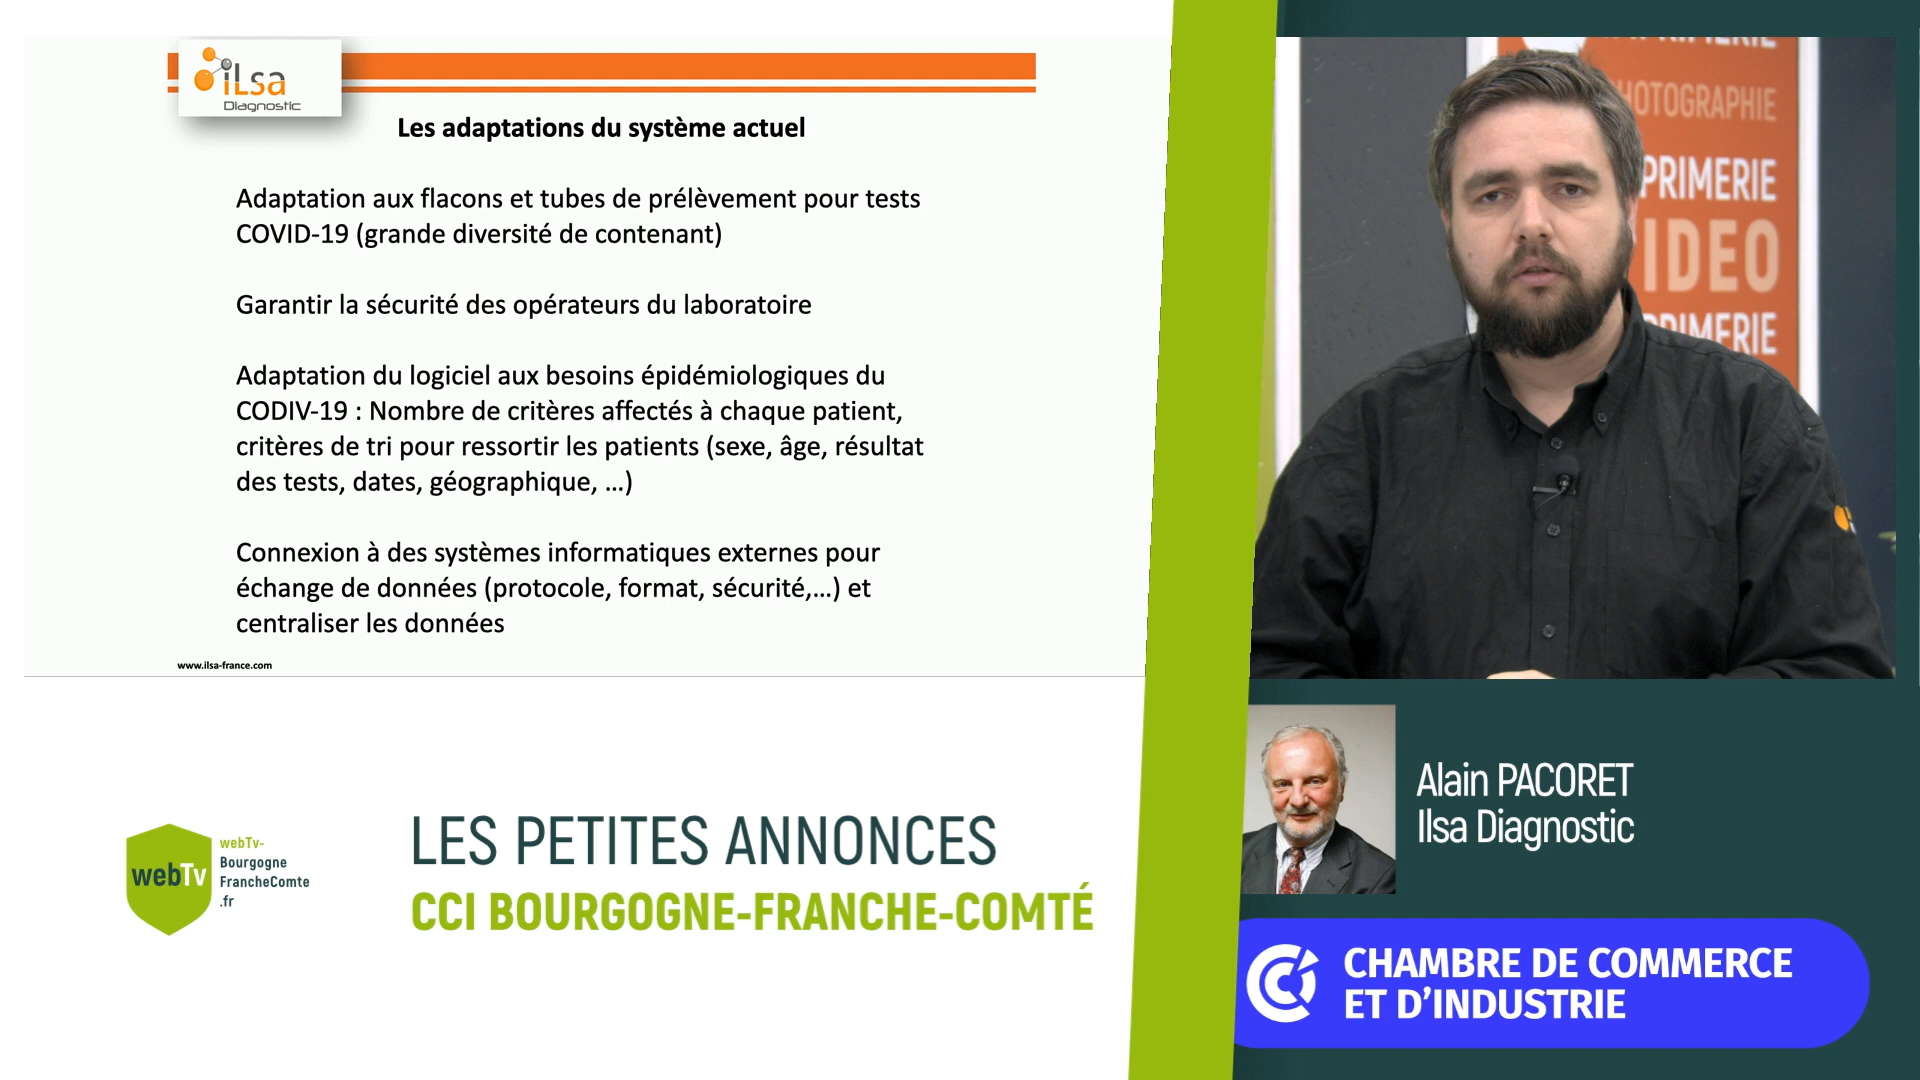 iLsa
Diagnostic
Les adaptations du système actuel
Adaptation aux flacons et tubes de prélèvement pour tests
COVID-19 (grande diversité de contenant)
Garantir la sécurité des opérateurs du laboratoire
Adaptation du logiciel aux besoins épidémiologiques du
CODIV-19 : Nombre de critères affectés à chaque patient,
critères de tri pour ressortir les patients (sexe, âge, résultat
des tests, dates, géographique, ...)
Connexion à des systèmes informatiques externes pour
échange de données (protocole, format, sécurité,...) et
centraliser les données
www.ilsa-france.com
PRIMERIE
HOTOGRAPHIE
PRIMERIE
IDEO
PRIMERIE
Alain PACORET
Ilsa Diagnostic
webTv
webTv-
Bourgogne
FrancheComte
.fr
LES PETITES ANNONCES
CCI BOURGOGNE-FRANCHE-COMTÉ
CHAMBRE DE COMMERCE
ET D'INDUSTRIE